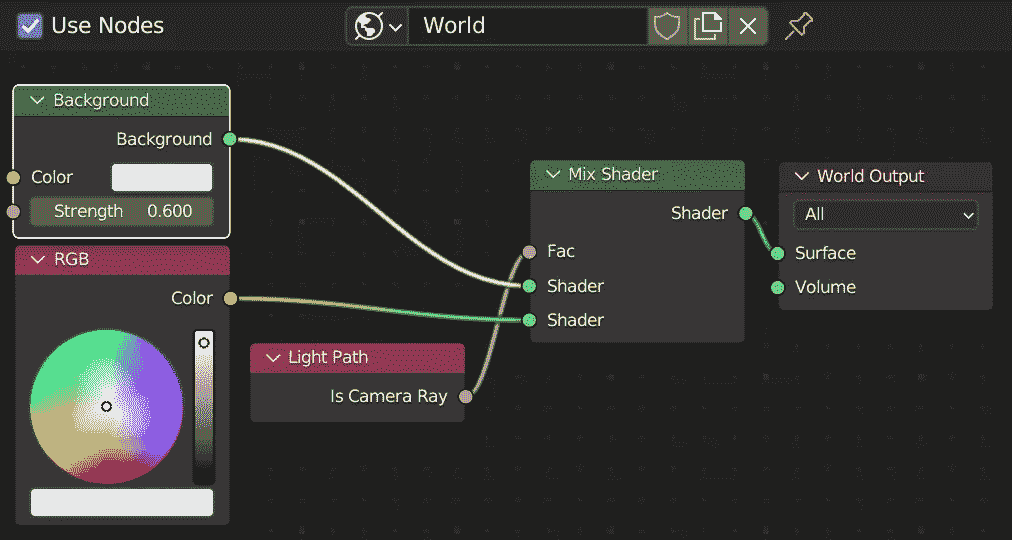 Use Nodes
World
Background
Background
Color
Strength 0.600
RGB
Color
Light Path
Is Camera Ray
Mix Shader
Shader
Fac
Shader
Shader
World Output
All
Surface
Volume